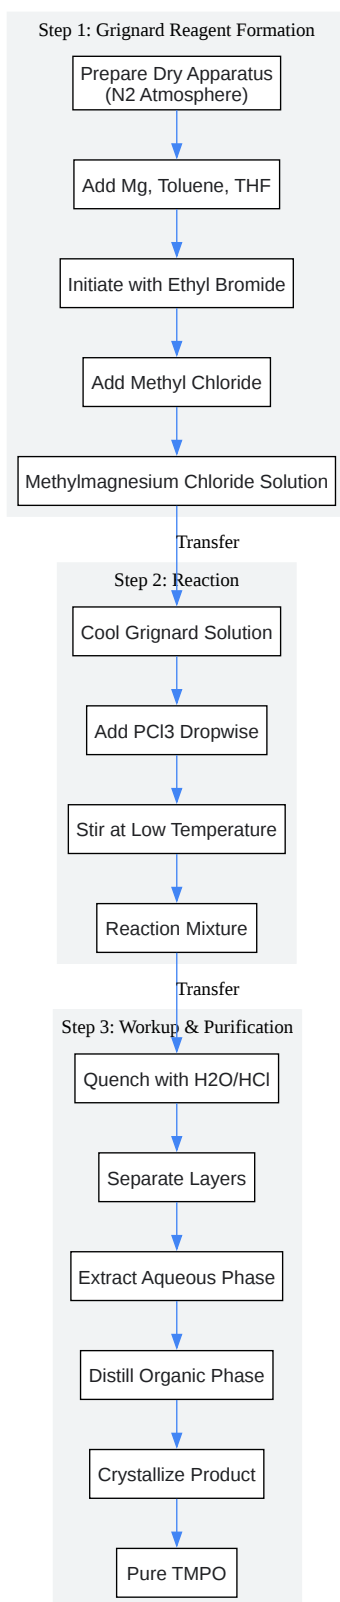 Step 1: Grignard Reagent Formation
Prepare Dry Apparatus
(N2 Atmosphere)
Add Mg, Toluene, THF
Initiate with Ethyl Bromide
Add Methyl Chloride
Methylmagnesium Chloride Solution
Transfer
Step 2: Reaction
Cool Grignard Solution
Add PCl3 Dropwise
Stir at Low Temperature
Reaction Mixture
Transfer
Step 3: Workup & Purification
Quench with H2O/HCl
Separate Layers
Extract Aqueous Phase
Distill Organic Phase
Crystallize Product
Pure TMPO